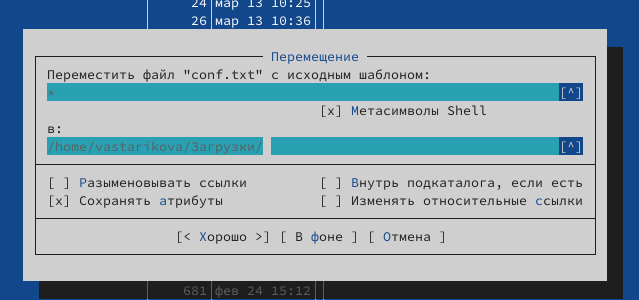 24 мар 13 10:25
26 мар 13 10:36
Перемещение
Переместить файл "conf.txt" с исходным шаблоном:
* [^]
[x] Метасимволы Shell
в:
/home/vastarikova/Загрузки/ [^]
[ ] Разыменовывать ссылки [ ] Внутрь подкаталога, если есть
[x] Сохранять атрибуты [ ] Изменять относительные ссылки
[< Хорошо >] [ В фоне ] [ Отмена ]
681 фев 24 15:12